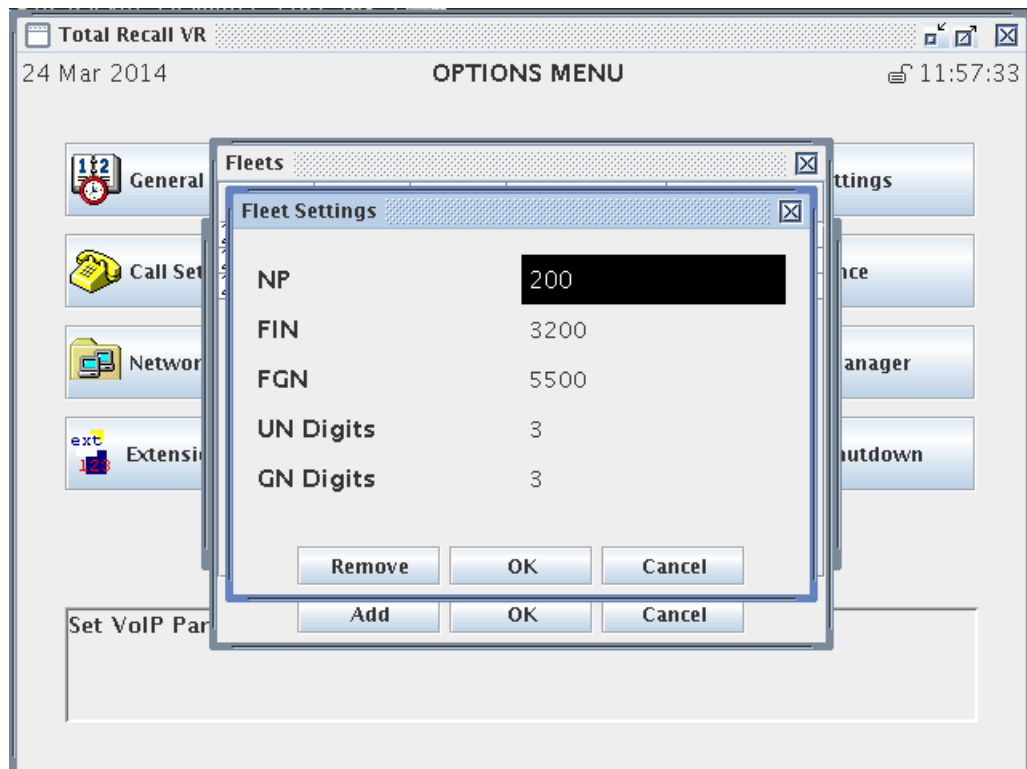 Total Recall VR
24 Mar 2014 OPTIONS MENU 11:57:33
Fleets
General ttings
Fleet Settings
Call Set nce
NP 200
FIN 3200
Networ anager
FGN 5500
UN Digits 3
ext
123
Extensi hutdown
GN Digits 3
Remove OK Cancel
Add OK Cancel
Set VoIP Par